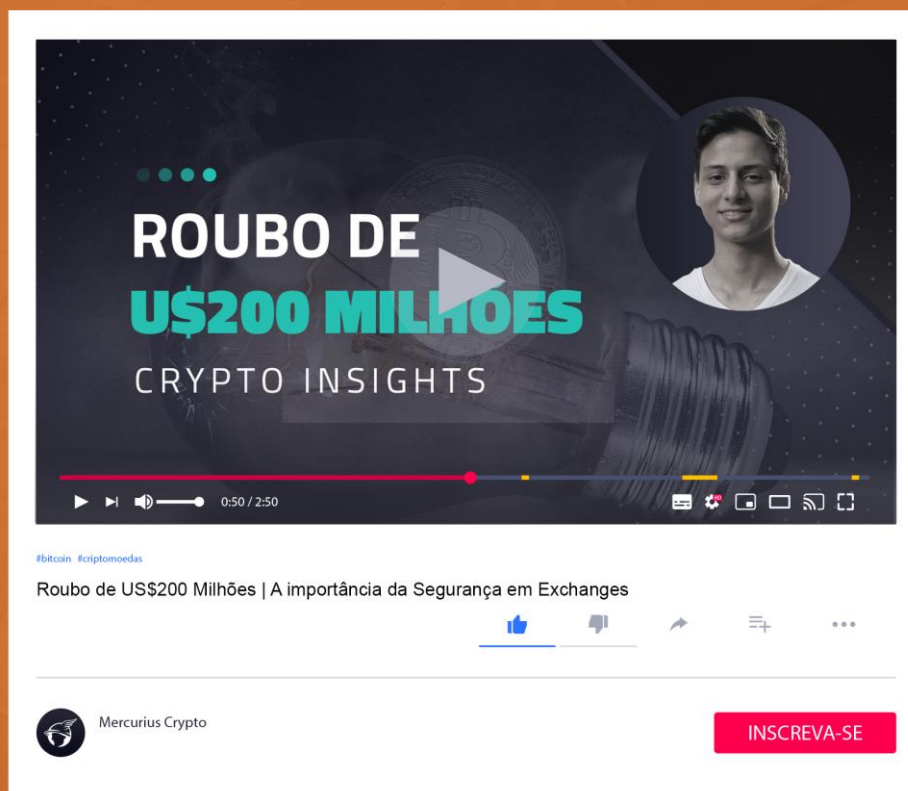 ROUBO DE
U$200 MILHÕES
CRYPTO INSIGHTS
0:50 / 2:50
HD
#bitcoin #criptomoedas
Roubo de US$200 Milhões | A importância da Segurança em Exchanges
Mercurius Crypto
INSCREVA-SE